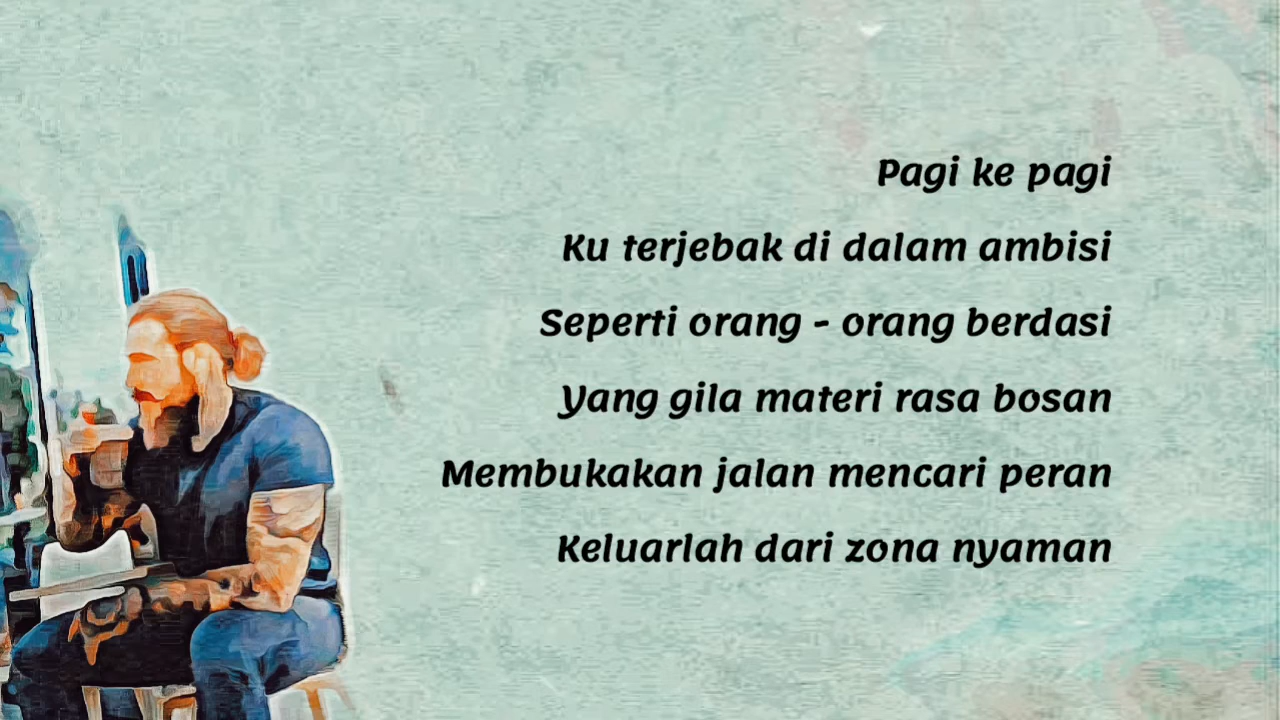 Pagi ke pagi
Ku terjebak di dalam ambisi
Seperti orang - orang berdasi
Yang gila materi rasa bosan
Membukakan jalan mencari peran
Keluarlah dari zona nyaman